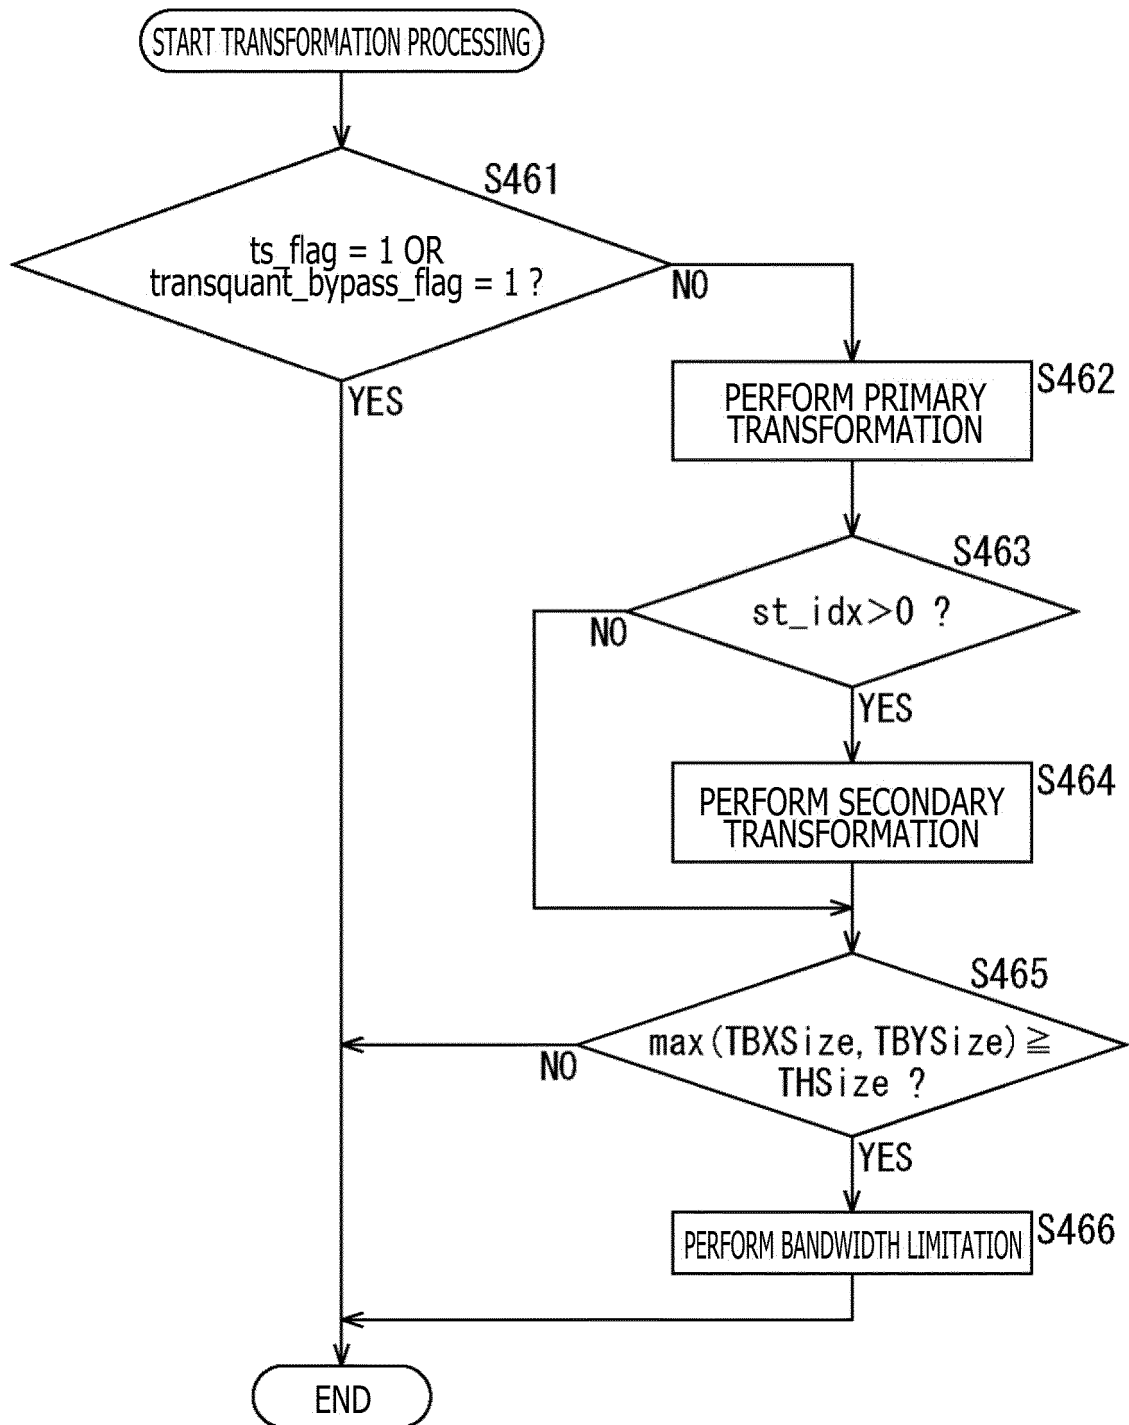 START TRANSFORMATION PROCESSING
S461
ts_flag = 1 OR
transquant_bypass_flag = 1 ?
NO
YES
S462
PERFORM PRIMARY
TRANSFORMATION
S463
st_idx>0 ?
NO
YES
S464
PERFORM SECONDARY
TRANSFORMATION
S465
max(TBXSize, TBYSize)≧
THSize ?
NO
YES
S466
PERFORM BANDWIDTH LIMITATION
END